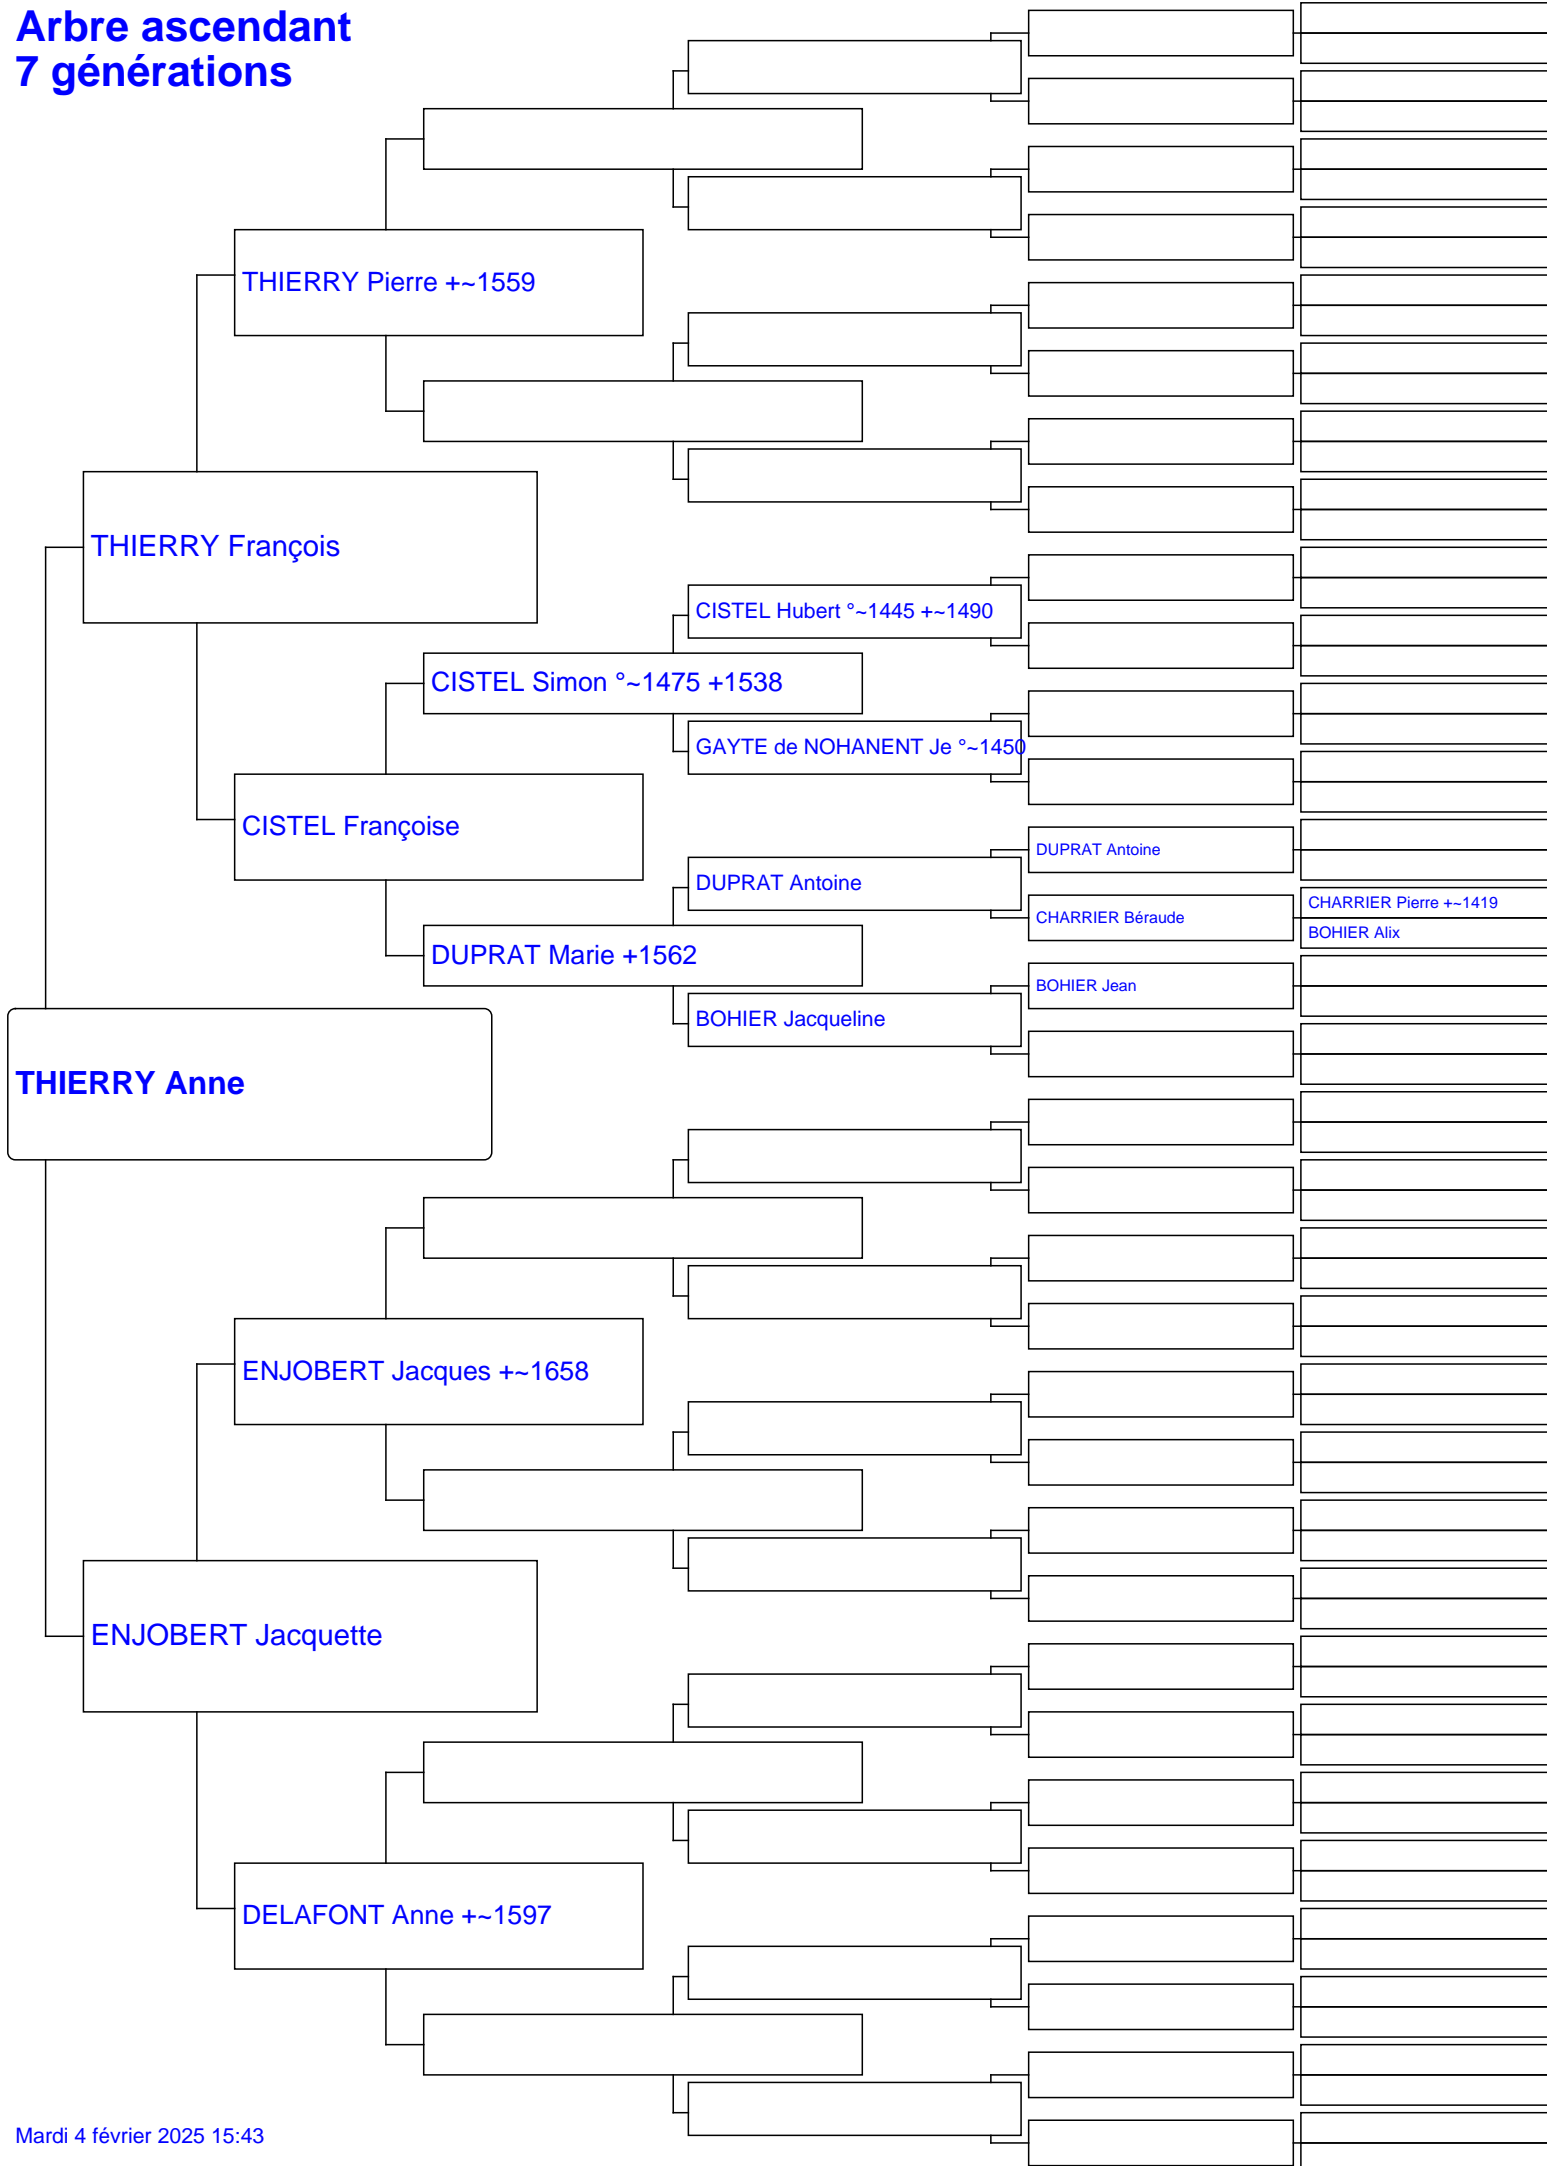 Arbre ascendant
7 générations
THIERRY Pierre +~1559
THIERRY François
CISTEL Hubert °~1445 +~1490
CISTEL Simon °~1475 +1538
GAYTE de NOHANENT Je °~1450
CISTEL Françoise
DUPRAT Antoine
DUPRAT Antoine
CHARRIER Pierre +~1419
CHARRIER Béraude
BOHIER Alix
DUPRAT Marie +1562
BOHIER Jean
BOHIER Jacqueline
THIERRY Anne
ENJOBERT Jacques +~1658
ENJOBERT Jacquette
DELAFONT Anne +~1597
Mardi 4 février 2025 15:43